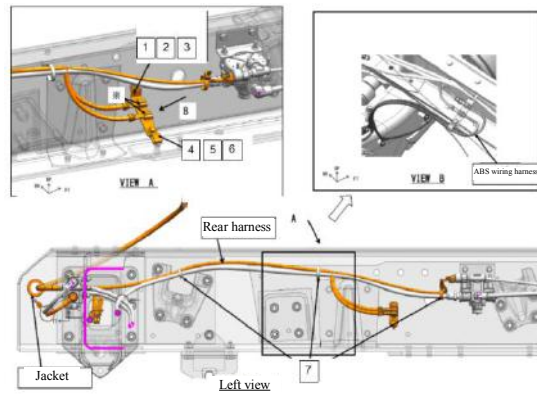 1 2 3
B
4 5 6
VIEW A
ABS wiring harness
VIEW B
A
Rear harness
7
Jacket
Left view